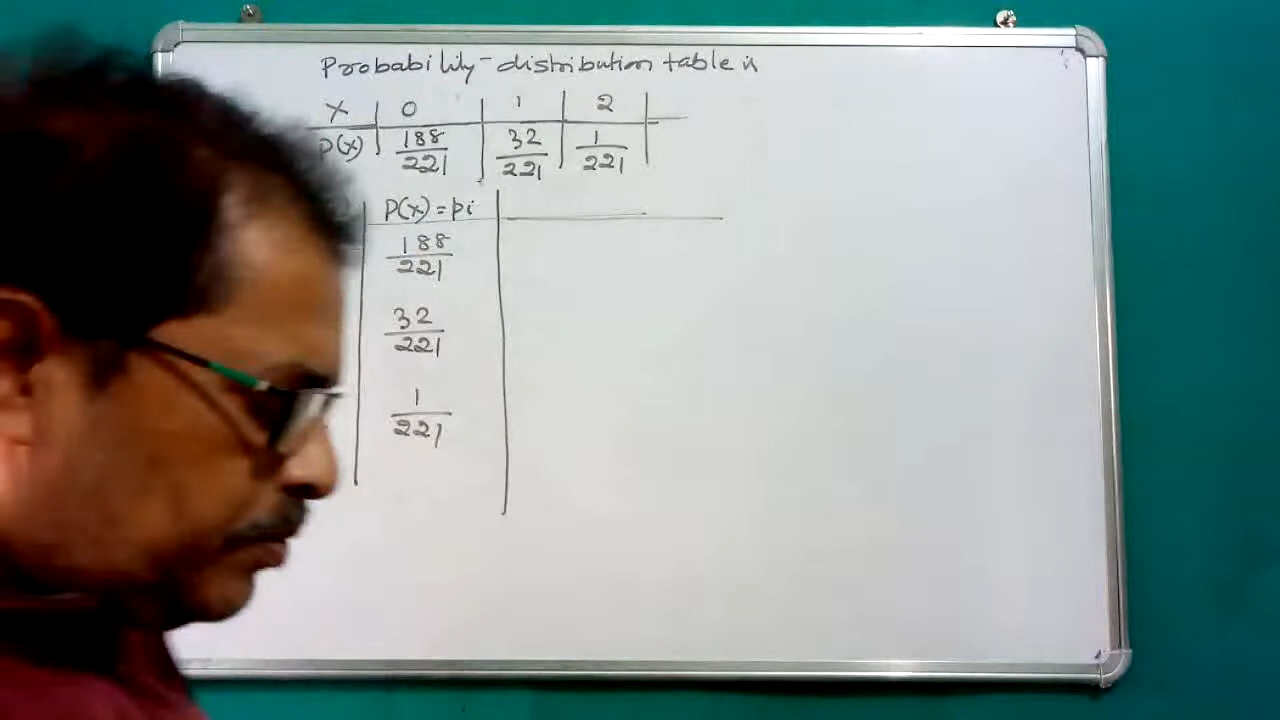 Probability-distribution table is
X 0 1 2
P(x) 188/221 32/221 1/221
P(x) = pi
188/221
32/221
1/221